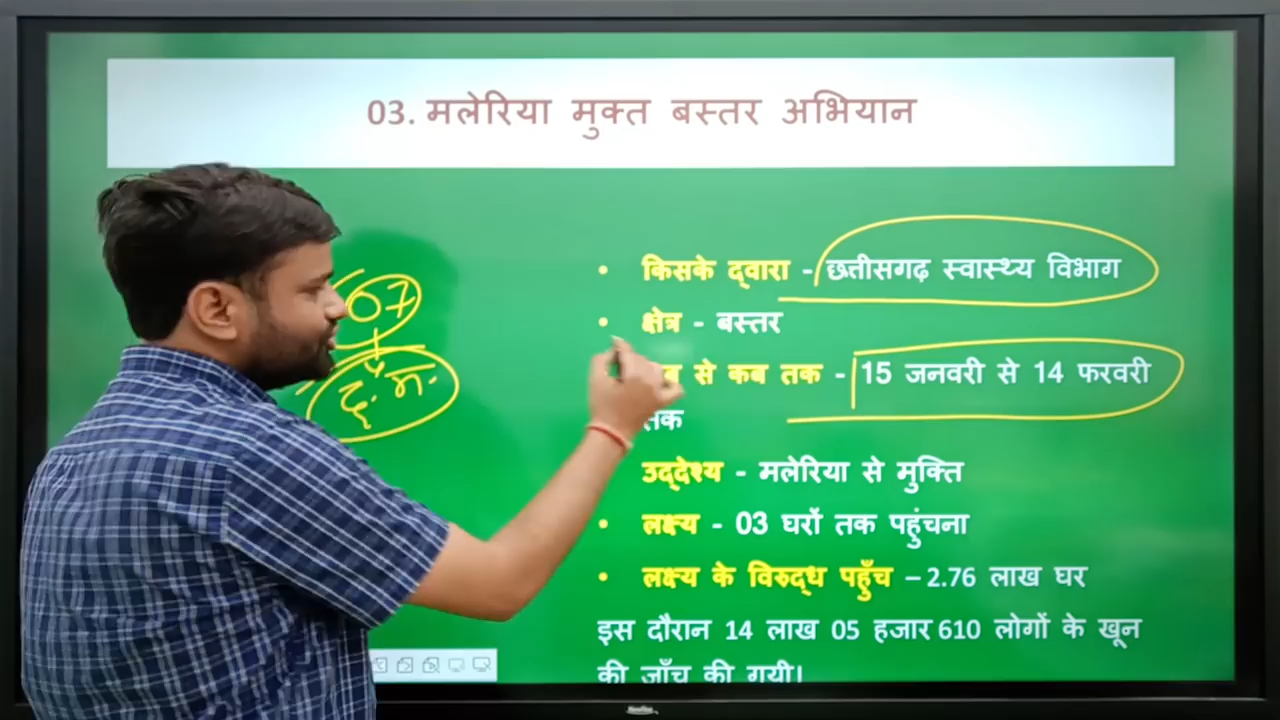 03. मलेरिया मुक्त बस्तर अभियान
• किसके द्वारा - छत्तीसगढ़ स्वास्थ्य विभाग
• क्षेत्र - बस्तर
से कब तक - 15 जनवरी से 14 फरवरी
तक
उद्देश्य - मलेरिया से मुक्ति
• लक्ष्य - 03 घरों तक पहुंचना
• लक्ष्य के विरुद्ध पहुँच – 2.76 लाख घर
इस दौरान 14 लाख 05 हजार 610 लोगों के खून
की जाँच की गयी।
07